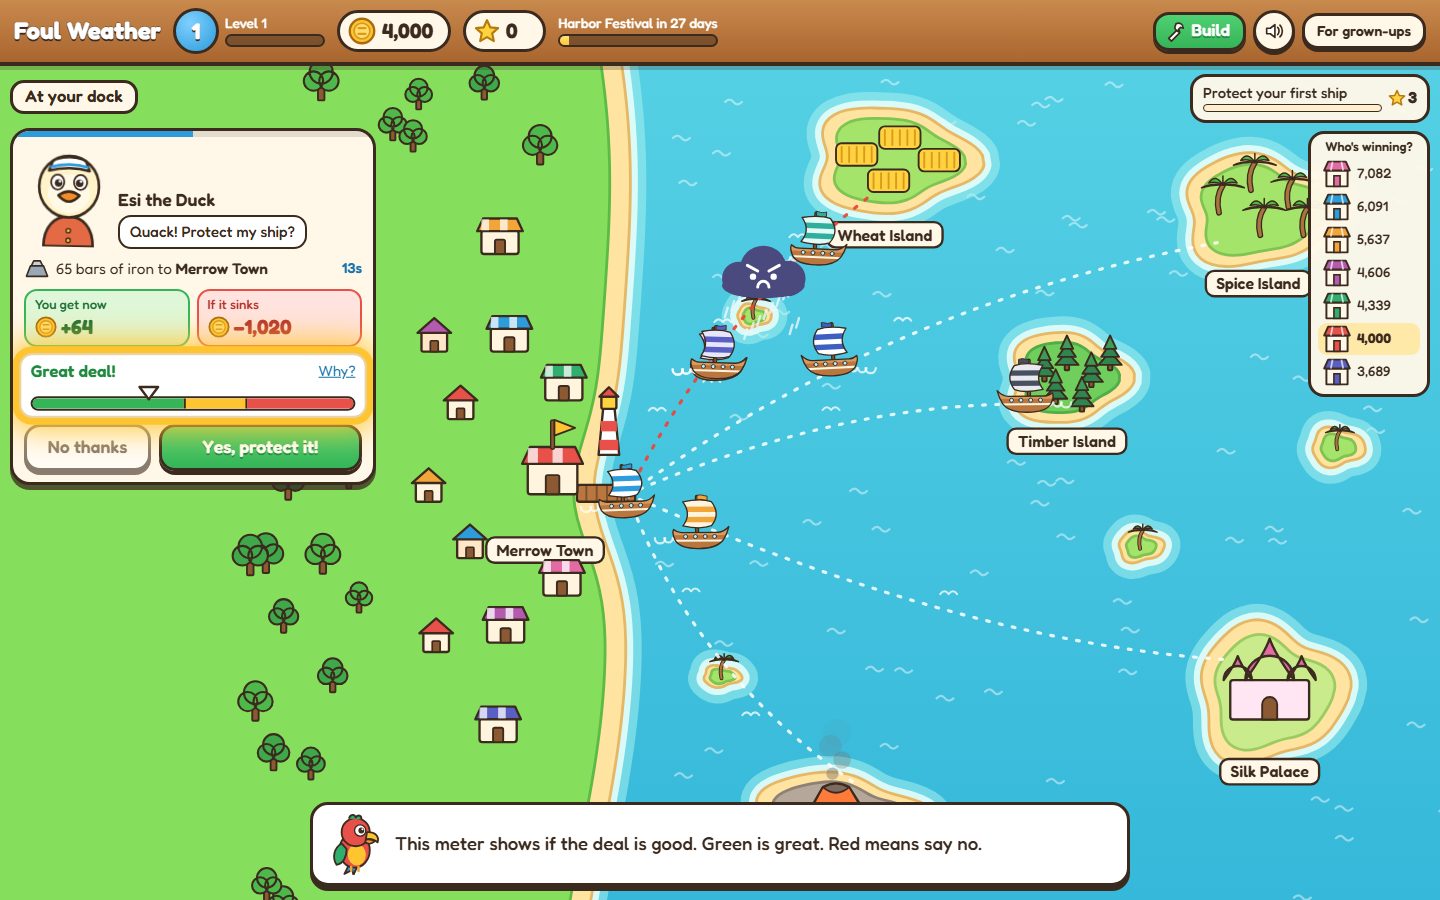 Foul Weather
1
Level 1
4,000
0
Harbor Festival in 27 days
Build
For grown-ups
At your dock
Protect your first ship
3
Who's winning?
7,082
6,091
5,637
4,606
4,339
4,000
3,689
Esi the Duck
Quack! Protect my ship?
65 bars of iron to Merrow Town
13s
You get now
+64
If it sinks
−1,020
Great deal!
Why?
No thanks
Yes, protect it!
Wheat Island
Spice Island
Timber Island
Merrow Town
Silk Palace
This meter shows if the deal is good. Green is great. Red means say no.